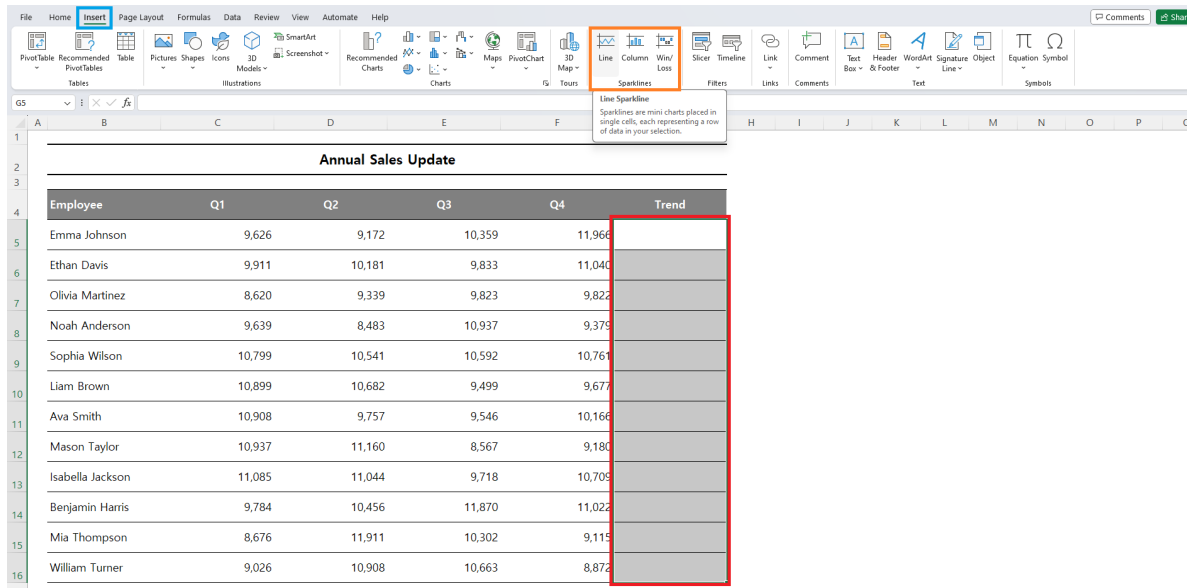 File Home Insert Page Layout Formulas Data Review View Automate Help Comments Shar
PivotTable Recommended PivotTables Table Pictures Shapes Icons 3D Models SmartArt Screenshot Recommended Charts Maps PivotChart 3D Map Line Column Win/ Loss Slicer Timeline Link Comment Text Box Header & Footer WordArt Signature Line Object Equation Symbol
Tables Illustrations Charts Tours Sparklines Filters Links Comments Text Symbols
G5 fx
Line Sparkline
Sparklines are mini charts placed in
single cells, each representing a row
of data in your selection.
A B C D E F H I J K L M N O P
1
2 Annual Sales Update
3
4 Employee Q1 Q2 Q3 Q4 Trend
5 Emma Johnson 9,626 9,172 10,359 11,966
6 Ethan Davis 9,911 10,181 9,833 11,040
7 Olivia Martinez 8,620 9,339 9,823 9,822
8 Noah Anderson 9,639 8,483 10,937 9,379
9 Sophia Wilson 10,799 10,541 10,592 10,761
10 Liam Brown 10,899 10,682 9,499 9,677
11 Ava Smith 10,908 9,757 9,546 10,166
12 Mason Taylor 10,937 11,160 8,567 9,180
13 Isabella Jackson 11,085 11,044 9,718 10,709
14 Benjamin Harris 9,784 10,456 11,870 11,022
15 Mia Thompson 8,676 11,911 10,302 9,115
16 William Turner 9,026 10,908 10,663 8,872